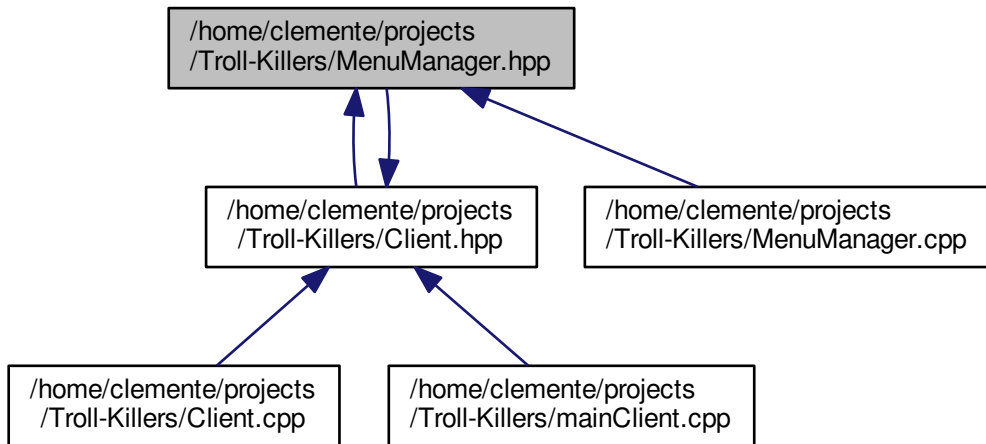 /home/clemente/projects
/Troll-Killers/MenuManager.hpp
/home/clemente/projects
/Troll-Killers/Client.hpp
/home/clemente/projects
/Troll-Killers/MenuManager.cpp
/home/clemente/projects
/Troll-Killers/Client.cpp
/home/clemente/projects
/Troll-Killers/mainClient.cpp